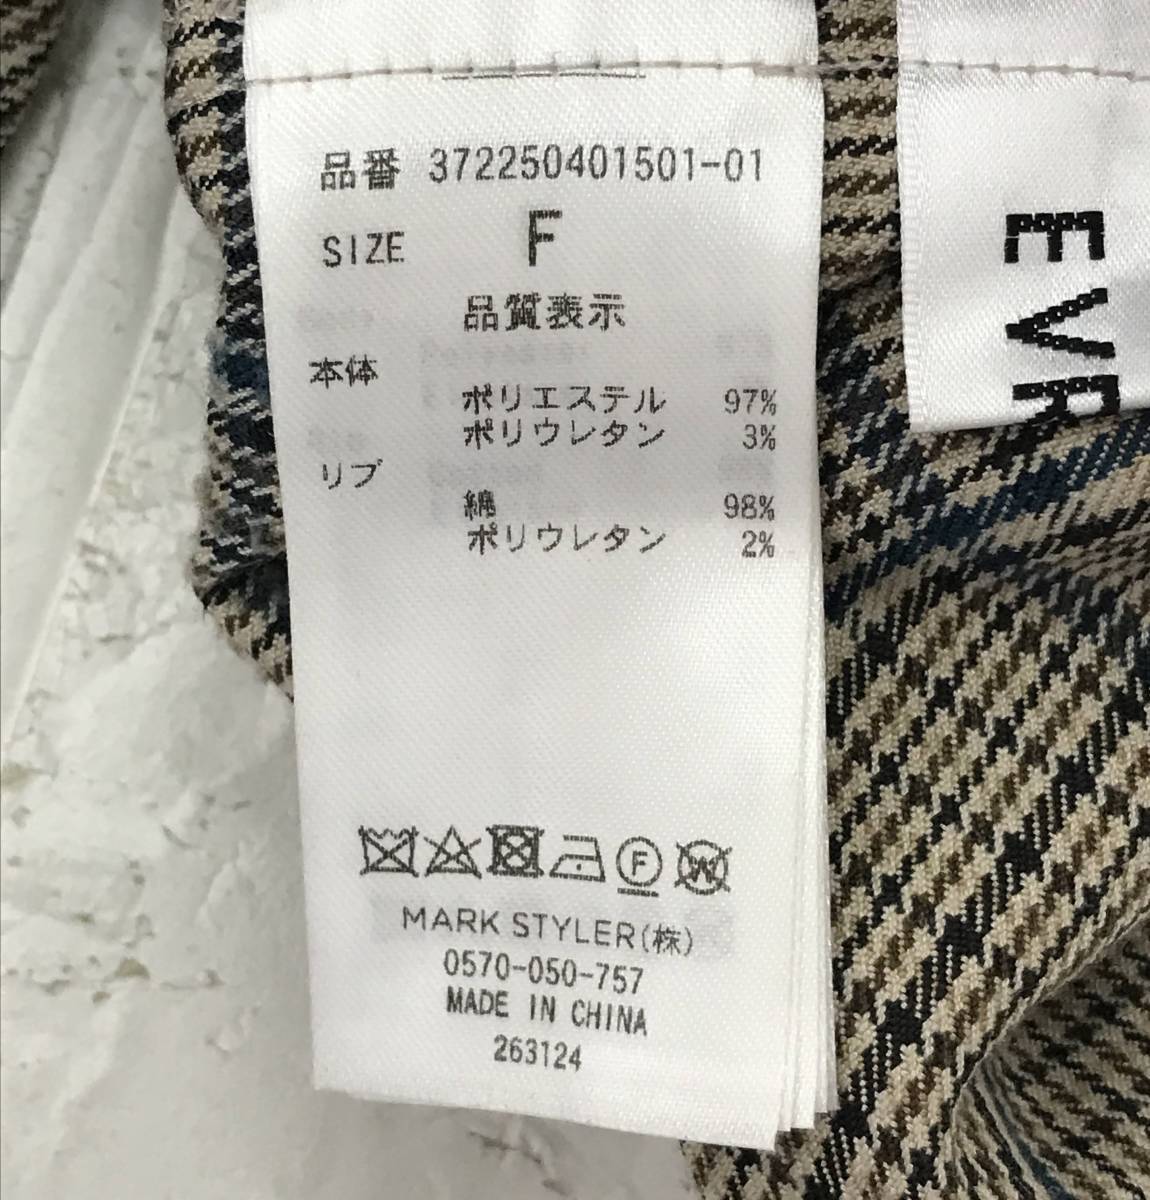 品番 372250401501-01
SIZE F
品質表示
本体
ポリエステル 97%
ポリウレタン 3%
リブ
綿 98%
ポリウレタン 2%
F
W
MARK STYLER(株)
0570-050-757
MADE IN CHINA
263124
EVR